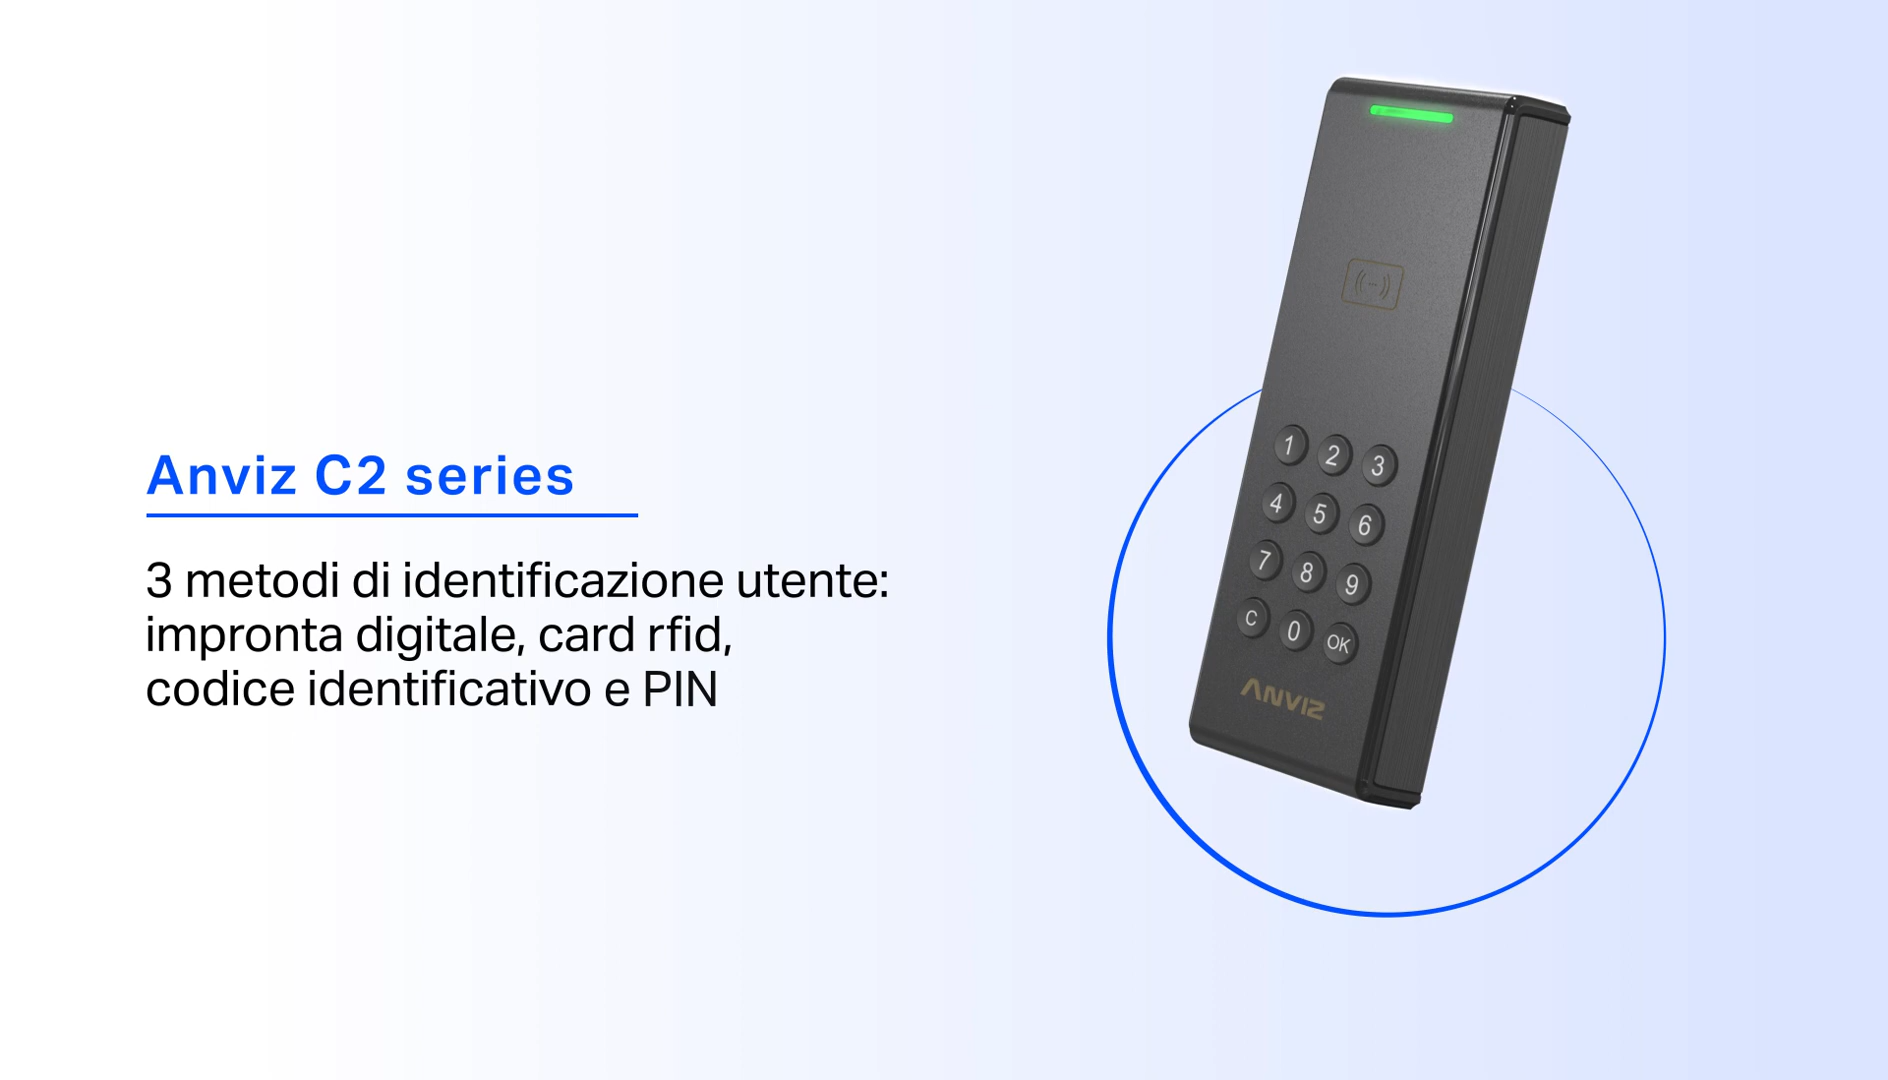 Anviz C2 series
3 metodi di identificazione utente:
impronta digitale, card rfid,
codice identificativo e PIN
1 2 3
4 5 6
7 8 9
C 0 OK
ANVIZ